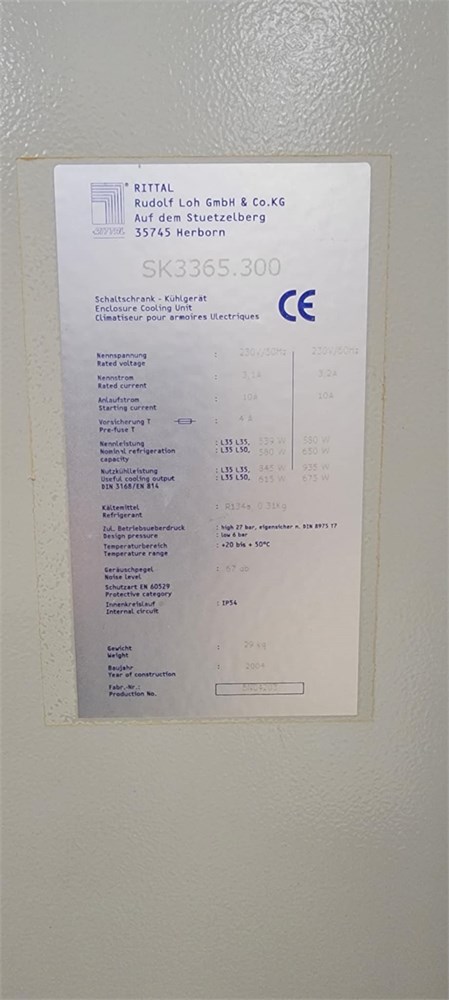 RITTAL
Rudolf Loh GmbH & Co.KG
Auf dem Stuetzelberg
35745 Herborn
SK3365.300
Schaltschrank - Kühlgerät
Enclosure Cooling Unit
Climatiseur pour armoires Ulectriques
CE
Nennspannung : 230V/50Hz 230V/60Hz
Rated voltage
Nennstrom : 3,1A 3,2A
Rated current
Anlaufstrom : 10A 10A
Starting current
Vorsicherung T : 4 A
Pre-fuse T
Nennleistung : L35 L35, W 580 W
Nominal refrigeration : L35 L50, 580 W 650 W
capacity
Nutzkühlleistung : L35 L35, W 935 W
Useful cooling output : L35 L50, 615 W 675 W
DIN 3168/EN 814
Kältemittel : R134a
Refrigerant
Zul. Betriebsueberdruck : high 27 bar, eigensicher n. DIN 8975 T7
Design pressure : low 6 bar
Temperaturbereich : +20 bis + 50°C
Temperature range
Geräuschpegel : 67
Noise level
Schutzart EN 60529
Protective category
Innenkreislauf : IP54
Internal circuit
Gewicht : 29 kg
Weight
Baujahr : 2004
Year of construction
Fabr.-Nr.:
Production No.